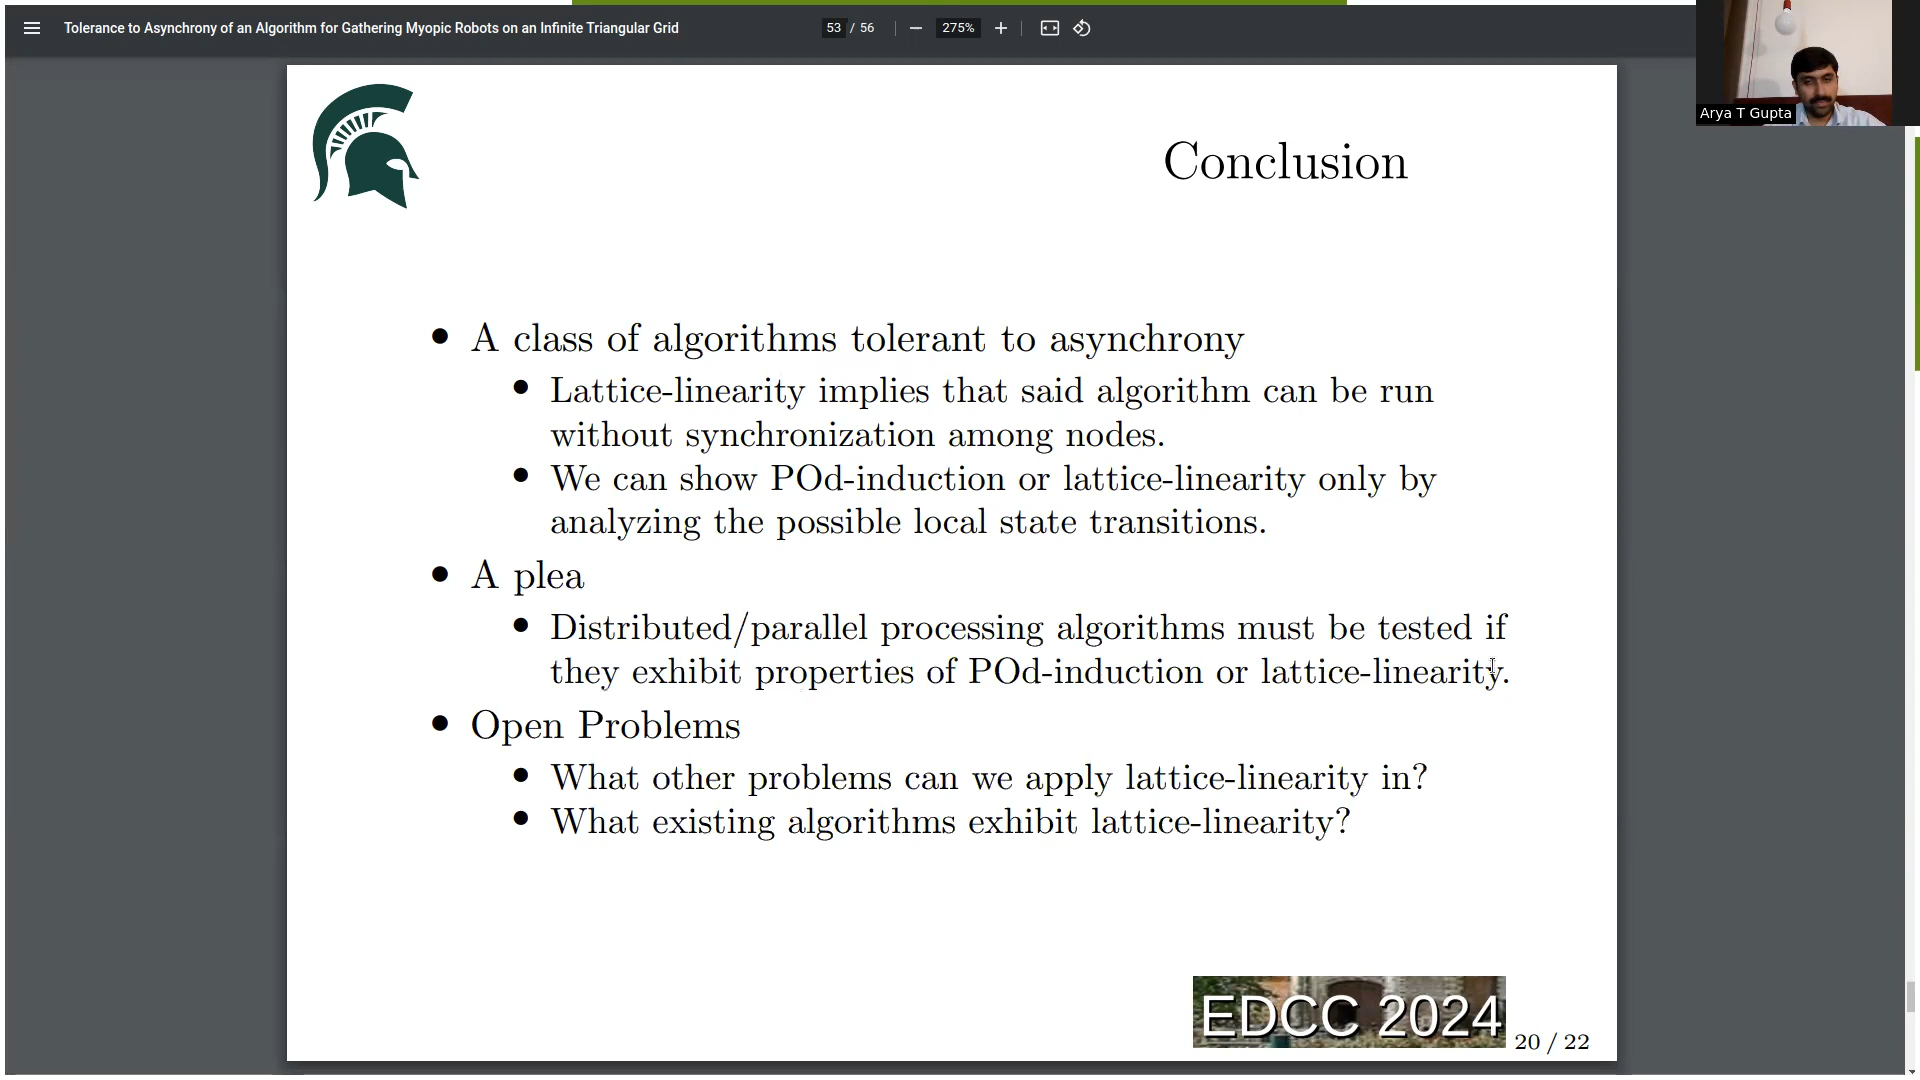 Tolerance to Asynchrony of an Algorithm for Gathering Myopic Robots on an Infinite Triangular Grid
53 / 56
275%
Arya T Gupta
Conclusion
• A class of algorithms tolerant to asynchrony
• Lattice-linearity implies that said algorithm can be run
without synchronization among nodes.
• We can show POd-induction or lattice-linearity only by
analyzing the possible local state transitions.
• A plea
• Distributed/parallel processing algorithms must be tested if
they exhibit properties of POd-induction or lattice-linearity.
• Open Problems
• What other problems can we apply lattice-linearity in?
• What existing algorithms exhibit lattice-linearity?
EDCC 2024
20 / 22